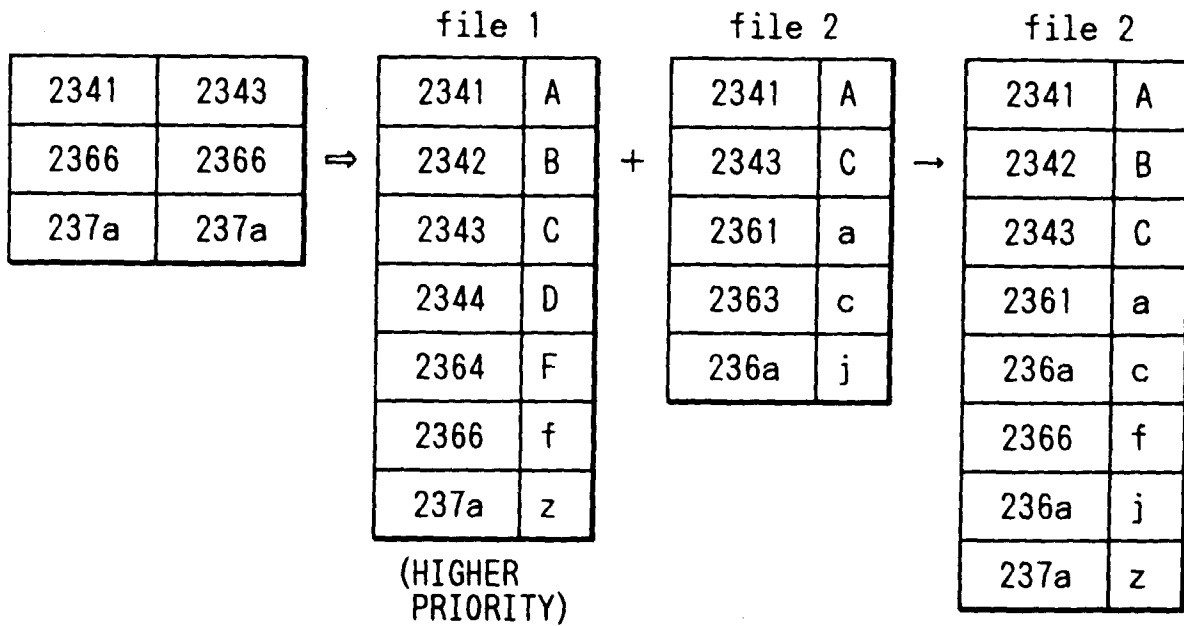 file 1 file 2 file 2
2341 2343 2341 A 2341 A 2341 A
2366 2366 ⇒ 2342 B + 2343 C → 2342 B
237a 237a 2343 C 2361 a 2343 C
2344 D 2363 c 2361 a
2364 F 236a j 236a c
2366 f 2366 f
237a z 236a j
(HIGHER 237a z
PRIORITY)